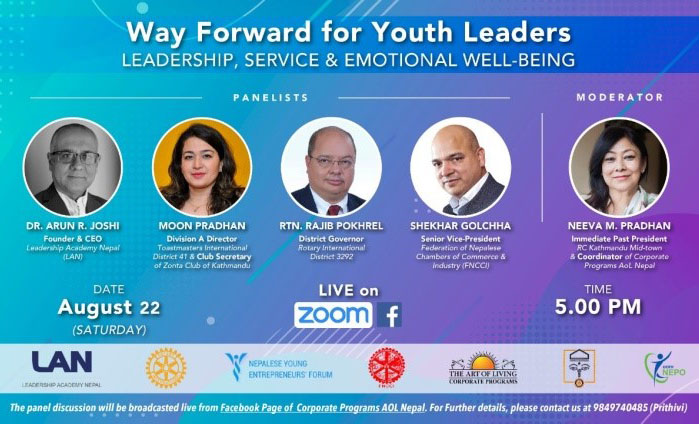 Way Forward for Youth Leaders
LEADERSHIP, SERVICE & EMOTIONAL WELL-BEING
PANELISTS
MODERATOR
DR. ARUN R. JOSHI
Founder & CEO
Leadership Academy Nepal
(LAN)
MOON PRADHAN
Division A Director
Toastmasters International
District 41 & Club Secretary
of Zonta Club of Kathmandu
RTN. RAJIB POKHREL
District Governor
Rotary International
District 3292
SHEKHAR GOLCHHA
Senior Vice-President
Federation of Nepalese
Chambers of Commerce &
Industry (FNCCI)
NEEVA M. PRADHAN
Immediate Past President
RC Kathmandu Mid-town
& Coordinator of Corporate
Programs AoL Nepal
DATE
August 22
(SATURDAY)
LIVE on
zoom f
TIME
5.00 PM
LAN
LEADERSHIP ACADEMY NEPAL
NEPALESE YOUNG
ENTREPRENEURS' FORUM
THE ART OF LIVING
CORPORATE PROGRAMS
NEPO
The panel discussion will be broadcasted live from Facebook Page of Corporate Programs AOL Nepal. For Further details, please contact us at 9849740485 (Prithivi)